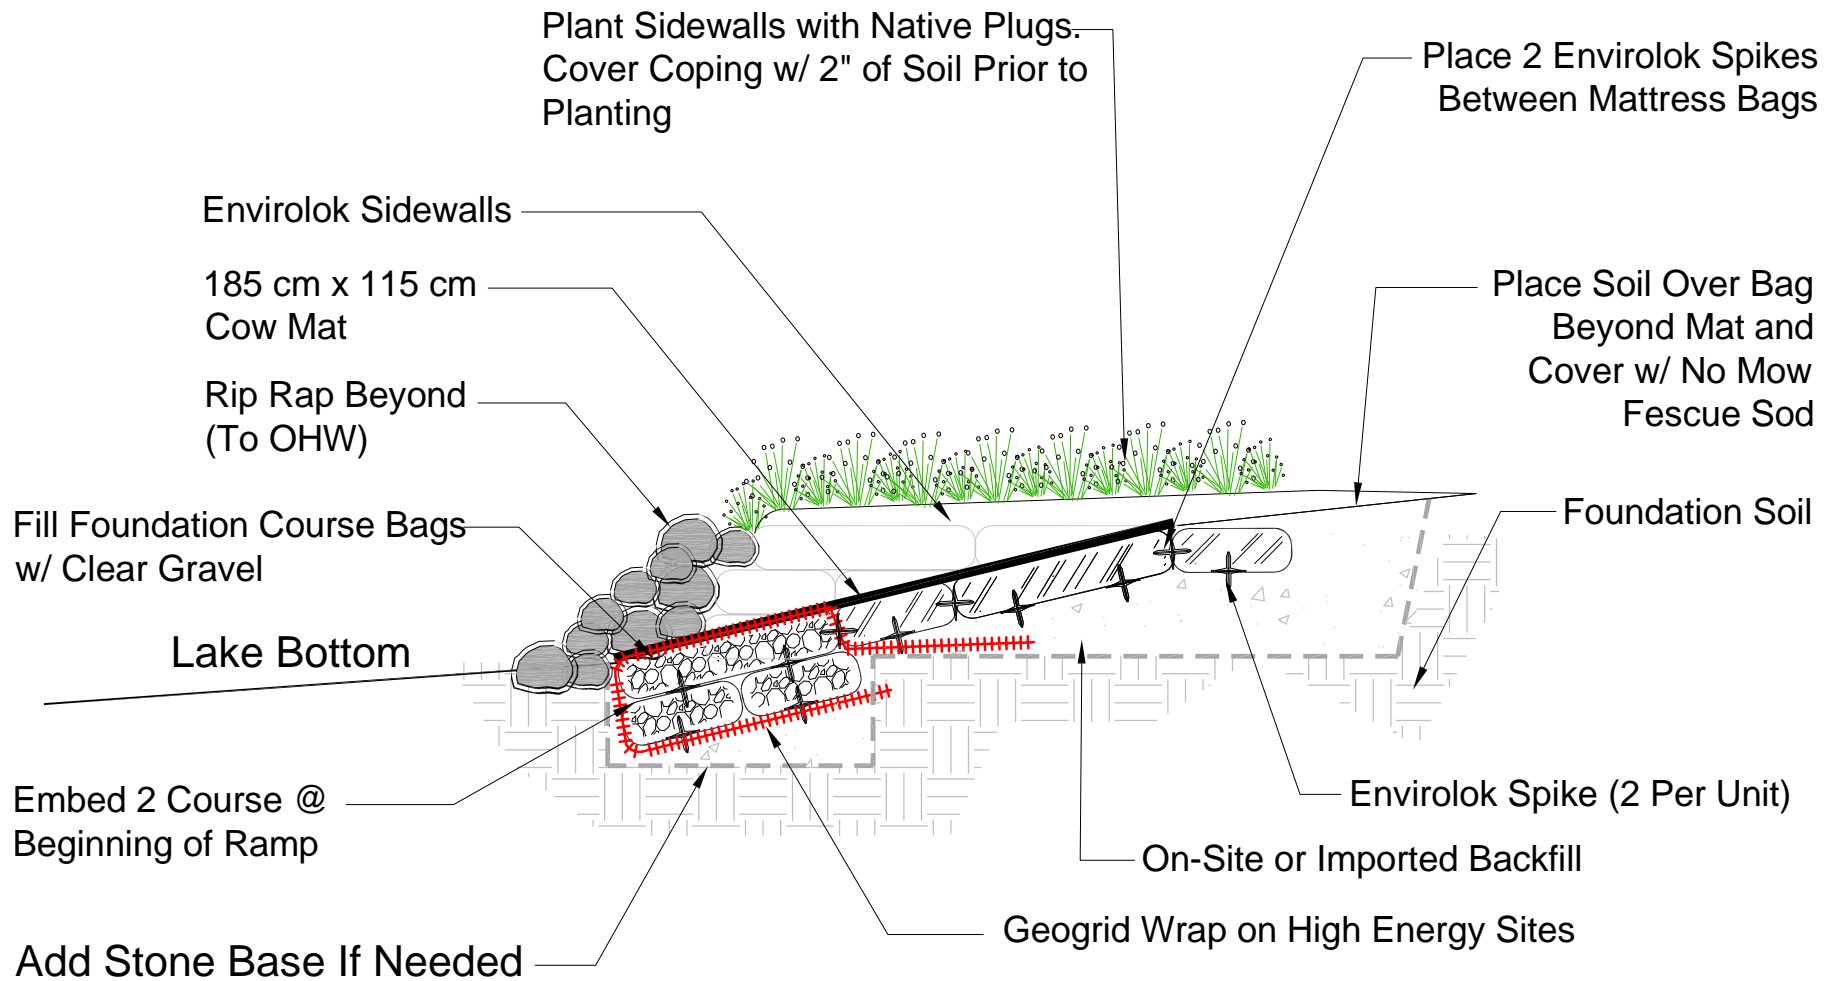 Plant Sidewalls with Native Plugs.
Cover Coping w/ 2" of Soil Prior to
Planting
Place 2 Envirolok Spikes
Between Mattress Bags
Envirolok Sidewalls
185 cm x 115 cm
Cow Mat
Rip Rap Beyond
(To OHW)
Place Soil Over Bag
Beyond Mat and
Cover w/ No Mow
Fescue Sod
Fill Foundation Course Bags
w/ Clear Gravel
Foundation Soil
Lake Bottom
Embed 2 Course @
Beginning of Ramp
Envirolok Spike (2 Per Unit)
On-Site or Imported Backfill
Geogrid Wrap on High Energy Sites
Add Stone Base If Needed